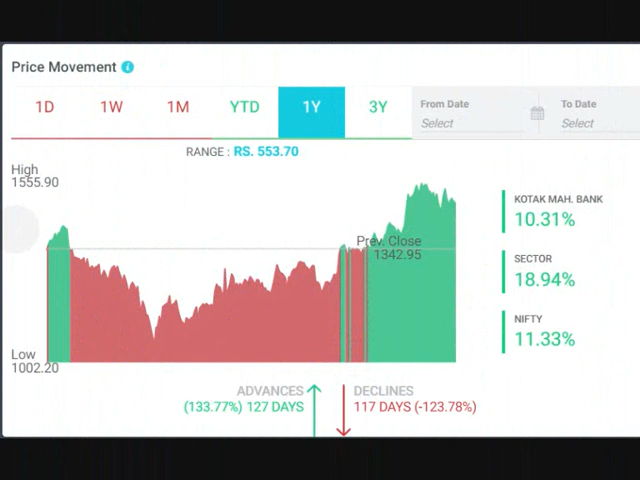 Price Movement i
1D 1W 1M YTD 1Y 3Y
From Date To Date
Select Select
RANGE : RS. 553.70
High
1555.90
Prev. Close
1342.95
Low
1002.20
KOTAK MAH. BANK
10.31%
SECTOR
18.94%
NIFTY
11.33%
ADVANCES DECLINES
(133.77%) 127 DAYS 117 DAYS (-123.78%)